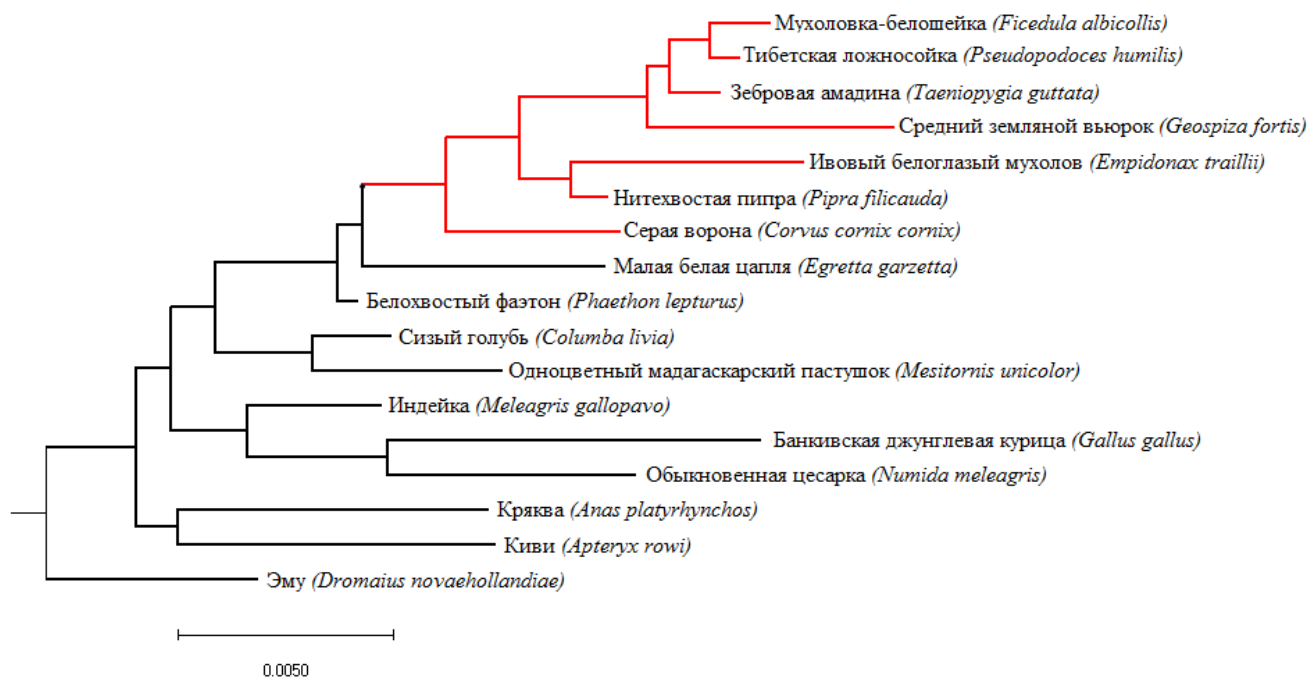 Мухоловка-белошейка (Ficedula albicollis)
Тибетская ложносойка (Pseudopodoces humilis)
Зебровая амадина (Taeniopygia guttata)
Средний земляной вьюрок (Geospiza fortis)
Ивовый белоглазый мухолов (Empidonax traillii)
Нитехвостая пипра (Pipra filicauda)
Серая ворона (Corvus cornix cornix)
Малая белая цапля (Egretta garzetta)
Белохвостый фаэтон (Phaethon lepturus)
Сизый голубь (Columba livia)
Одноцветный мадагаскарский пастушок (Mesitornis unicolor)
Индейка (Meleagris gallopavo)
Банкивская джунглевая курица (Gallus gallus)
Обыкновенная цесарка (Numida meleagris)
Кряква (Anas platyrhynchos)
Киви (Apteryx rowi)
Эму (Dromaius novaehollandiae)
0.0050